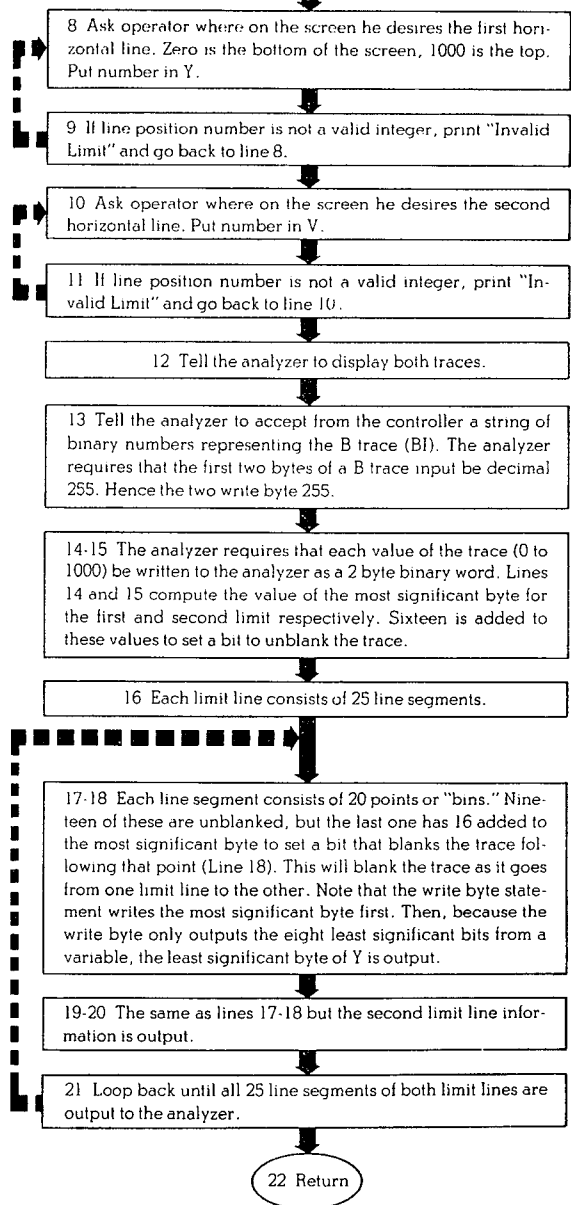 8 Ask operator where on the screen he desires the first hori-
zontal line. Zero is the bottom of the screen, 1000 is the top.
Put number in Y.
9 If line position number is not a valid integer, print "Invalid
Limit" and go back to line 8.
10 Ask operator where on the screen he desires the second
horizontal line. Put number in V.
11 If line position number is not a valid integer, print "In-
valid Limit" and go back to line 10.
12 Tell the analyzer to display both traces.
13 Tell the analyzer to accept from the controller a string of
binary numbers representing the B trace (BI). The analyzer
requires that the first two bytes of a B trace input be decimal
255. Hence the two write byte 255.
14-15 The analyzer requires that each value of the trace (0 to
1000) be written to the analyzer as a 2 byte binary word. Lines
14 and 15 compute the value of the most significant byte for
the first and second limit respectively. Sixteen is added to
these values to set a bit to unblank the trace.
16 Each limit line consists of 25 line segments.
17-18 Each line segment consists of 20 points or "bins." Nine-
teen of these are unblanked, but the last one has 16 added to
the most significant byte to set a bit that blanks the trace fol-
lowing that point (Line 18). This will blank the trace as it goes
from one limit line to the other. Note that the write byte state-
ment writes the most significant byte first. Then, because the
write byte only outputs the eight least significant bits from a
variable, the least significant byte of Y is output.
19-20 The same as lines 17-18 but the second limit line infor-
mation is output.
21 Loop back until all 25 line segments of both limit lines are
output to the analyzer.
22 Return